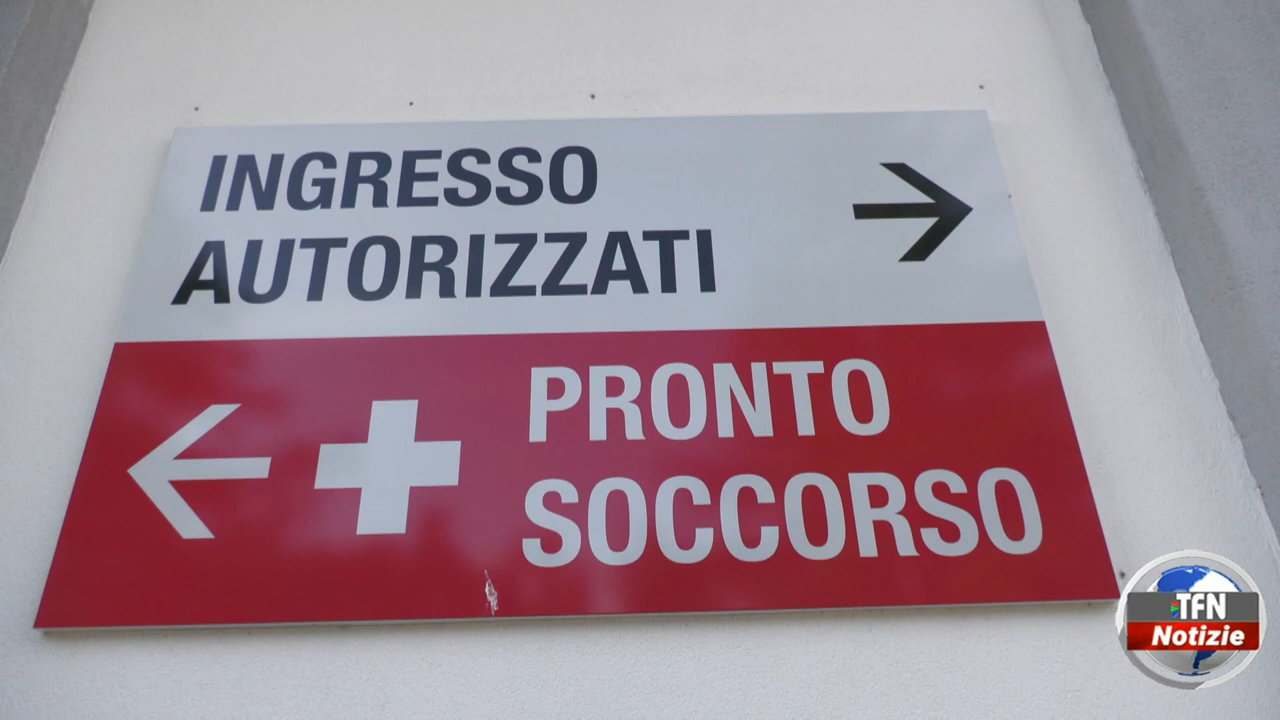 INGRESSO
AUTORIZZATI
PRONTO
SOCCORSO
TFN
Notizie